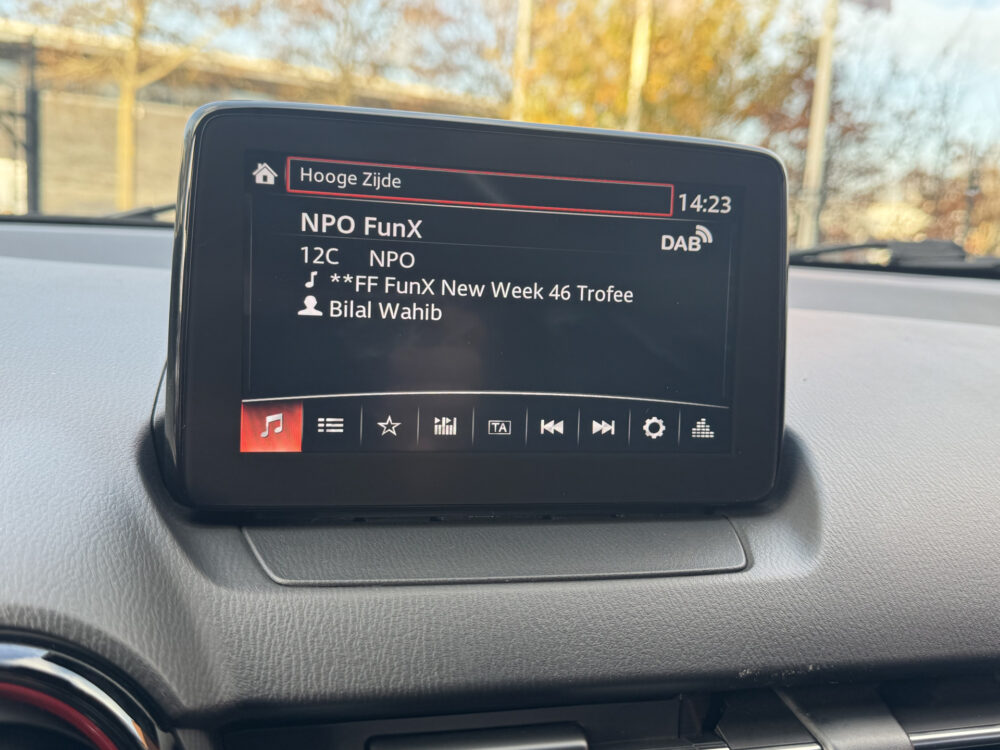 Hooge Zijde
14:23
NPO FunX
DAB
12C NPO
**FF FunX New Week 46 Trofee
Bilal Wahib
TA